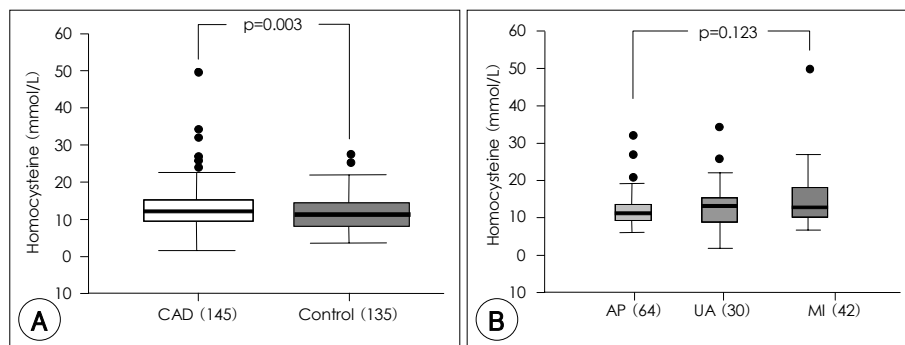 p=0.003
60
50
40
30
20
10
0
10
Homocysteine (mmol/L)
CAD (145) Control (135)
A
p=0.123
60
50
40
30
20
10
0
10
Homocysteine (mmol/L)
AP (64) UA (30) MI (42)
B